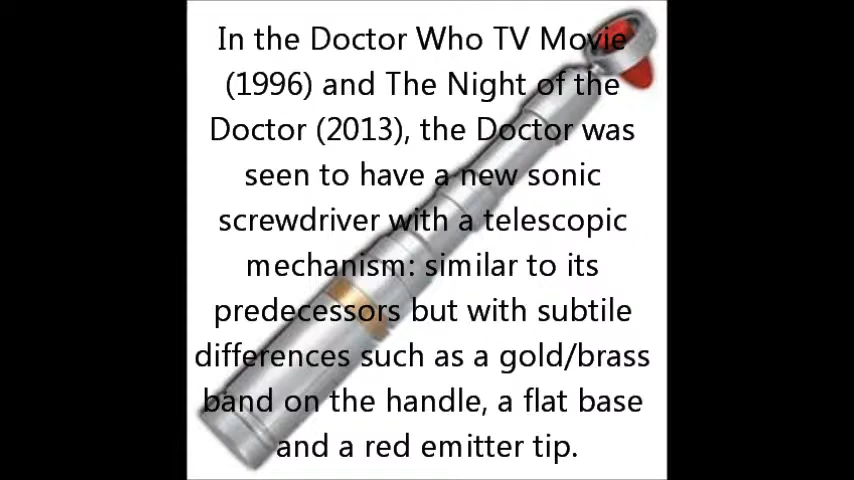 In the Doctor Who TV Movie
(1996) and The Night of the
Doctor (2013), the Doctor was
seen to have a new sonic
screwdriver with a telescopic
mechanism: similar to its
predecessors but with subtile
differences such as a gold/brass
band on the handle, a flat base
and a red emitter tip.